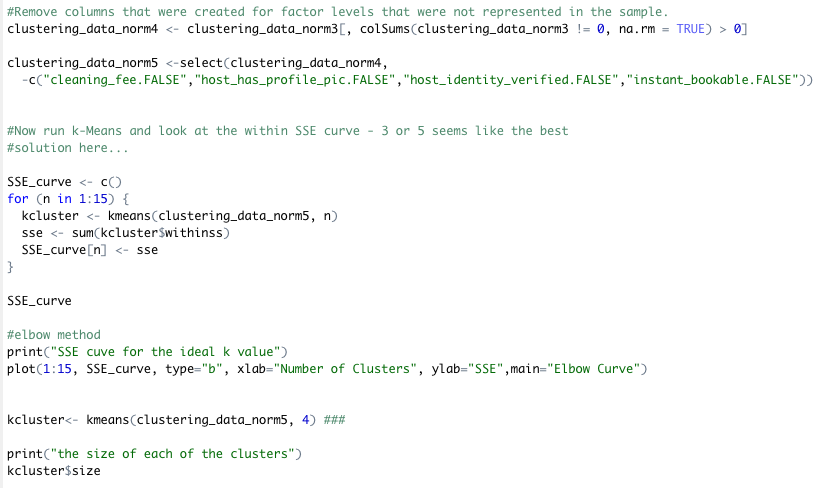 #Remove columns that were created for factor levels that were not represented in the sample.
clustering_data_norm4 <- clustering_data_norm3[, colSums(clustering_data_norm3 != 0, na.rm = TRUE) > 0]
clustering_data_norm5 <-select(clustering_data_norm4,
-c("cleaning_fee.FALSE","host_has_profile_pic.FALSE","host_identity_verified.FALSE","instant_bookable.FALSE"))
#Now run k-Means and look at the within SSE curve - 3 or 5 seems like the best
#solution here...
SSE_curve <- c()
for (n in 1:15) {
kcluster <- kmeans(clustering_data_norm5, n)
sse <- sum(kcluster$withinss)
SSE_curve[n] <- sse
}
SSE_curve
#elbow method
print("SSE cuve for the ideal k value")
plot(1:15, SSE_curve, type="b", xlab="Number of Clusters", ylab="SSE",main="Elbow Curve")
kcluster<- kmeans(clustering_data_norm5, 4) ###
print("the size of each of the clusters")
kcluster$size